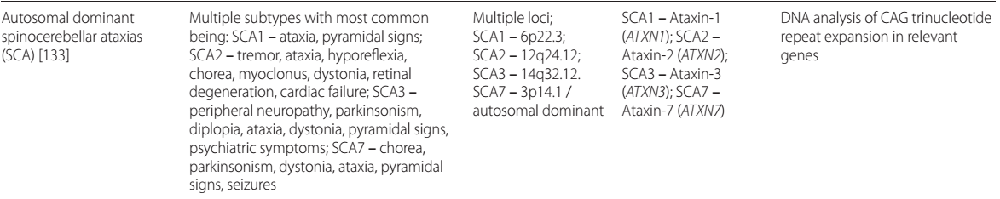 Autosomal dominant
spinocerebellar ataxias
(SCA) [133]
Multiple subtypes with most common
being: SCA1 – ataxia, pyramidal signs;
SCA2 – tremor, ataxia, hyporeflexia,
chorea, myoclonus, dystonia, retinal
degeneration, cardiac failure; SCA3 –
peripheral neuropathy, parkinsonism,
diplopia, ataxia, dystonia, pyramidal signs,
psychiatric symptoms; SCA7 – chorea,
parkinsonism, dystonia, ataxia, pyramidal
signs, seizures
Multiple loci;
SCA1 – 6p22.3;
SCA2 – 12q24.12;
SCA3 – 14q32.12.
SCA7 – 3p14.1 /
autosomal dominant
SCA1 – Ataxin-1
(ATXN1); SCA2 –
Ataxin-2 (ATXN2);
SCA3 – Ataxin-3
(ATXN3); SCA7 –
Ataxin-7 (ATXN7)
DNA analysis of CAG trinucleotide
repeat expansion in relevant
genes